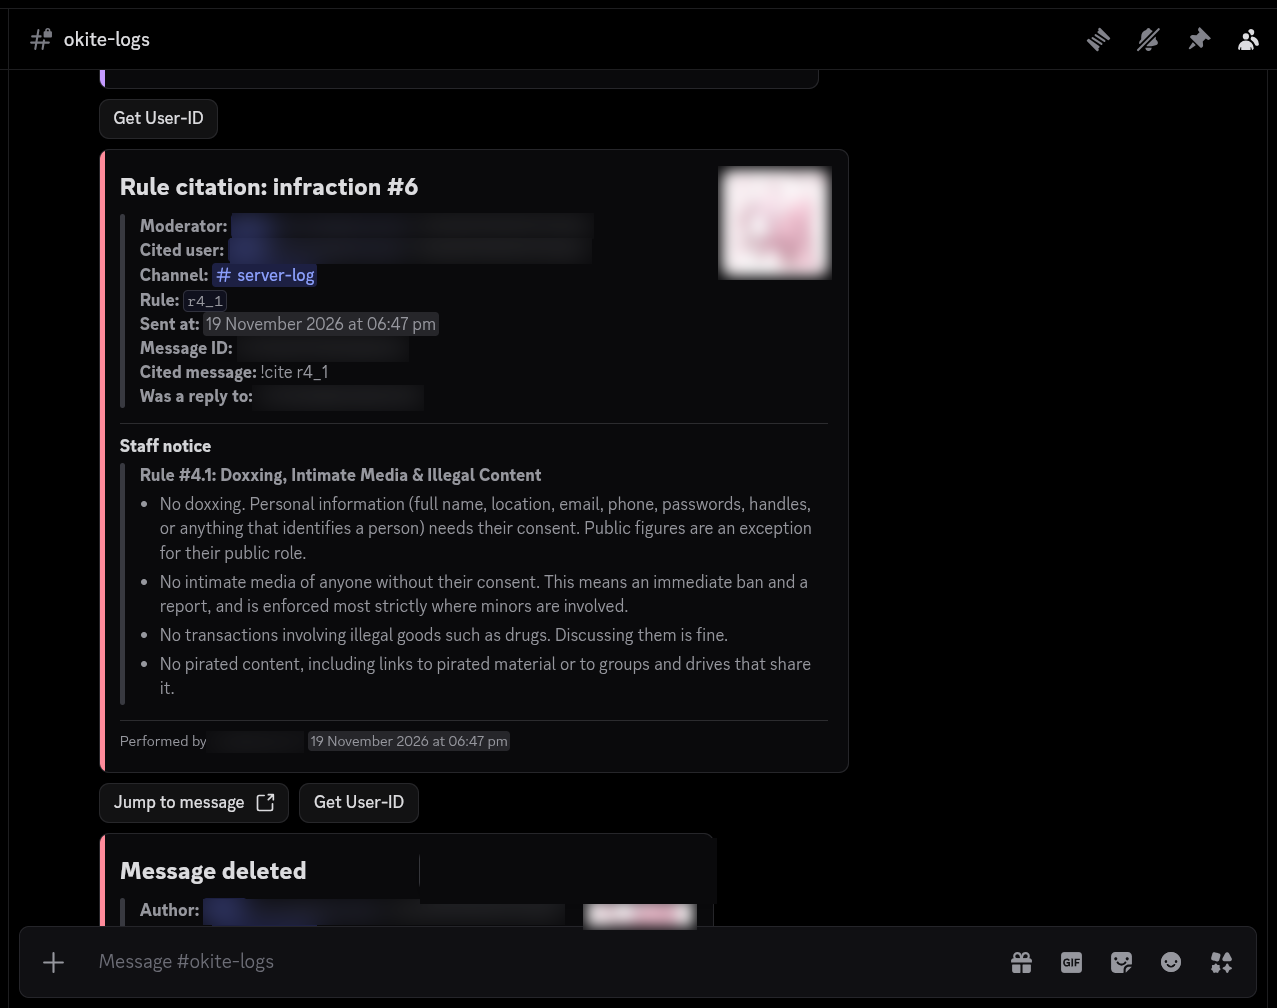 okite-logs
Get User-ID
Rule citation: infraction #6
Moderator:
Cited user:
Channel: # server-log
Rule: r4_1
Sent at: 19 November 2026 at 06:47 pm
Message ID:
Cited message: !cite r4_1
Was a reply to:
Staff notice
Rule #4.1: Doxxing, Intimate Media & Illegal Content
• No doxxing. Personal information (full name, location, email, phone, passwords, handles,
or anything that identifies a person) needs their consent. Public figures are an exception
for their public role.
• No intimate media of anyone without their consent. This means an immediate ban and a
report, and is enforced most strictly where minors are involved.
• No transactions involving illegal goods such as drugs. Discussing them is fine.
• No pirated content, including links to pirated material or to groups and drives that share
it.
Performed by 19 November 2026 at 06:47 pm
Jump to message
Get User-ID
Message deleted
Author:
Message #okite-logs
GIF